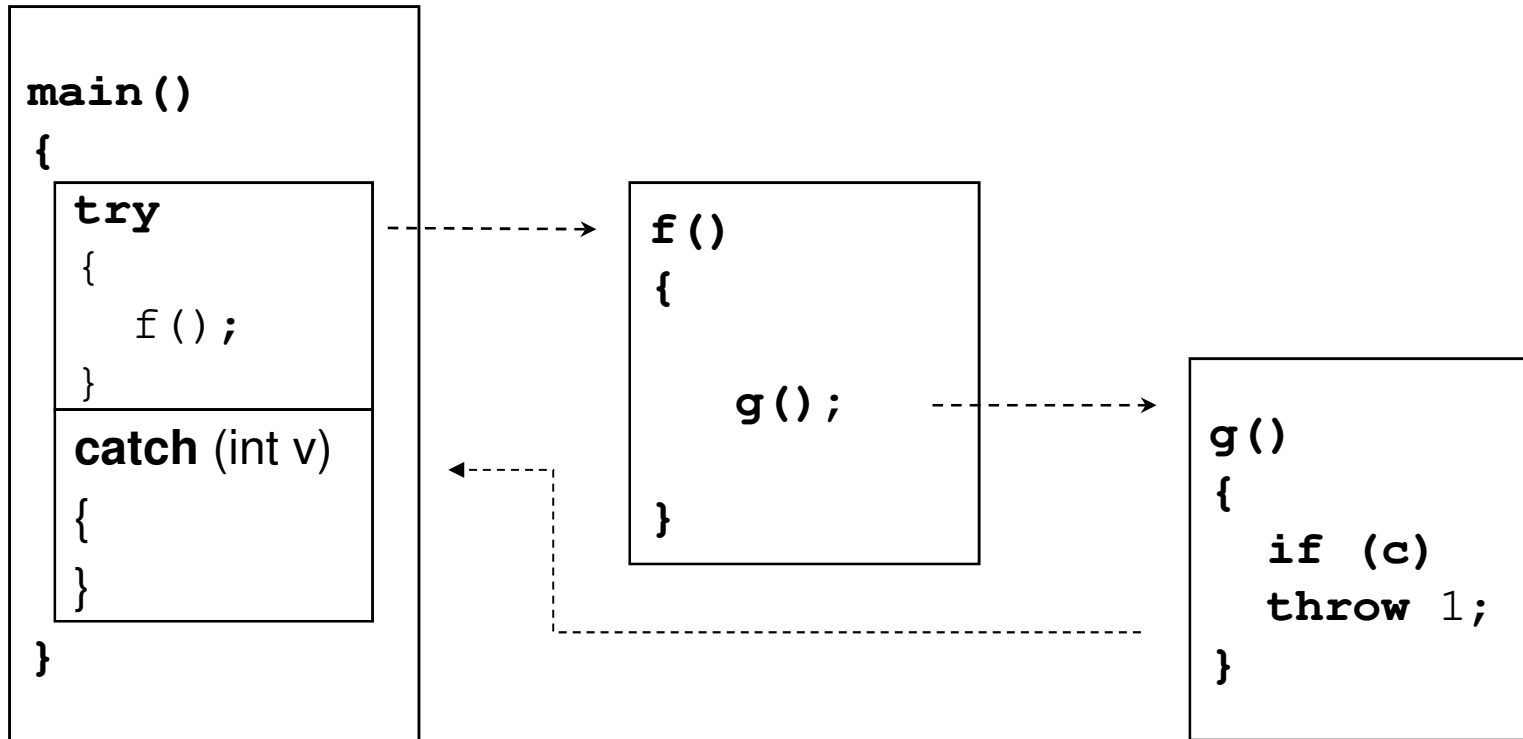 main()
{
try
{
f();
}
catch (int v)
{
}
}
f()
{
g();
}
g()
{
if (c)
throw 1;
}